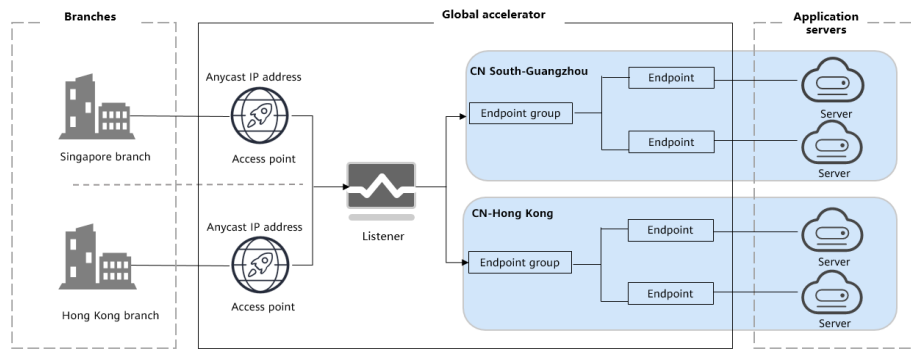 Branches
Global accelerator
Application
servers
Anycast IP address
Access point
Singapore branch
Anycast IP address
Access point
Hong Kong branch
Listener
CN South-Guangzhou
Endpoint group
Endpoint
Endpoint
Server
Server
CN-Hong Kong
Endpoint group
Endpoint
Endpoint
Server
Server